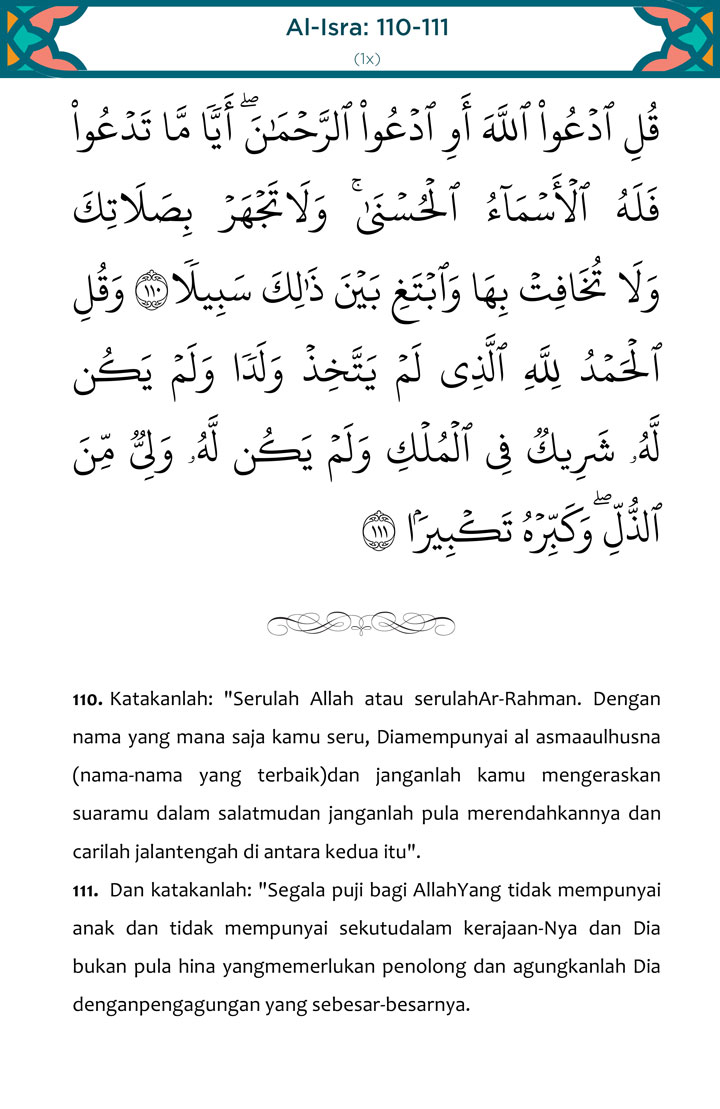 Al-Isra: 110-111
(1x)
قُلِ ٱدْعُوا۟ ٱللَّهَ أَوِ ٱدْعُوا۟ ٱلرَّحْمَـٰنَ ۖ أَيًّۭا مَّا تَدْعُوا۟
فَلَهُ ٱلْأَسْمَآءُ ٱلْحُسْنَىٰ ۚ وَلَا تَجْهَرْ بِصَلَاتِكَ
وَلَا تُخَافِتْ بِهَا وَٱبْتَغِ بَيْنَ ذَٰلِكَ سَبِيلًۭا ١١٠ وَقُلِ
ٱلْحَمْدُ لِلَّهِ ٱلَّذِى لَمْ يَتَّخِذْ وَلَدًۭا وَلَمْ يَكُن
لَّهُۥ شَرِيكٌۭ فِى ٱلْمُلْكِ وَلَمْ يَكُن لَّهُۥ وَلِىٌّۭ مِّنَ
ٱلذُّلِّ ۖ وَكَبِّرْهُ تَكْبِيرًۢا ١١١
110. Katakanlah: "Serulah Allah atau serulahAr-Rahman. Dengan
nama yang mana saja kamu seru, Diamempunyai al asmaaulhusna
(nama-nama yang terbaik)dan janganlah kamu mengeraskan
suaramu dalam salatmudan janganlah pula merendahkannya dan
carilah jalantengah di antara kedua itu".
111. Dan katakanlah: "Segala puji bagi AllahYang tidak mempunyai
anak dan tidak mempunyai sekutudalam kerajaan-Nya dan Dia
bukan pula hina yangmemerlukan penolong dan agungkanlah Dia
denganpengagungan yang sebesar-besarnya.